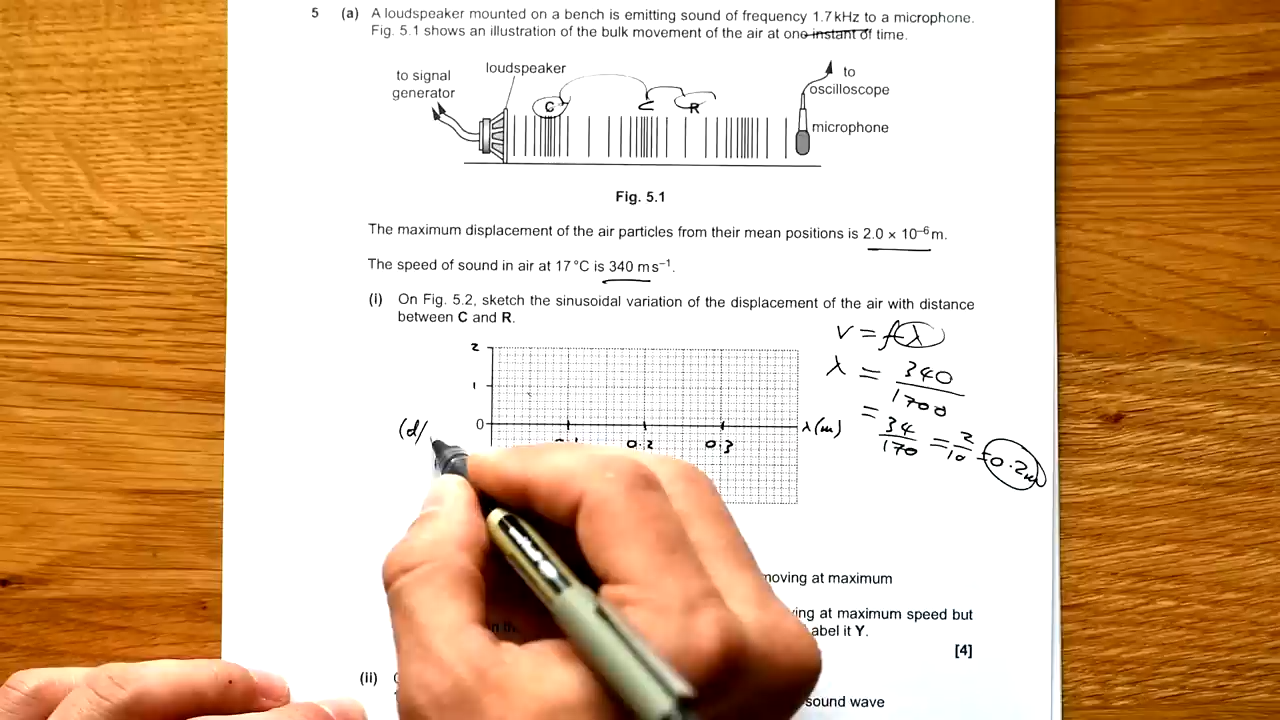 5 (a) A loudspeaker mounted on a bench is emitting sound of frequency 1.7 kHz to a microphone.
Fig. 5.1 shows an illustration of the bulk movement of the air at one instant of time.
to signal
generator
loudspeaker
C
C
R
to
oscilloscope
microphone
Fig. 5.1
The maximum displacement of the air particles from their mean positions is 2.0 × 10⁻⁶ m.
The speed of sound in air at 17 °C is 340 m s⁻¹.
(i) On Fig. 5.2, sketch the sinusoidal variation of the displacement of the air with distance
between C and R.
v = fλ
λ = 340
1700
= 34
170
= 2
10
= 0.2m
2
1
0
(d/
0.2
0.3
λ(m)
moving at maximum
at maximum speed but
label it Y.
[4]
(ii)
sound wave